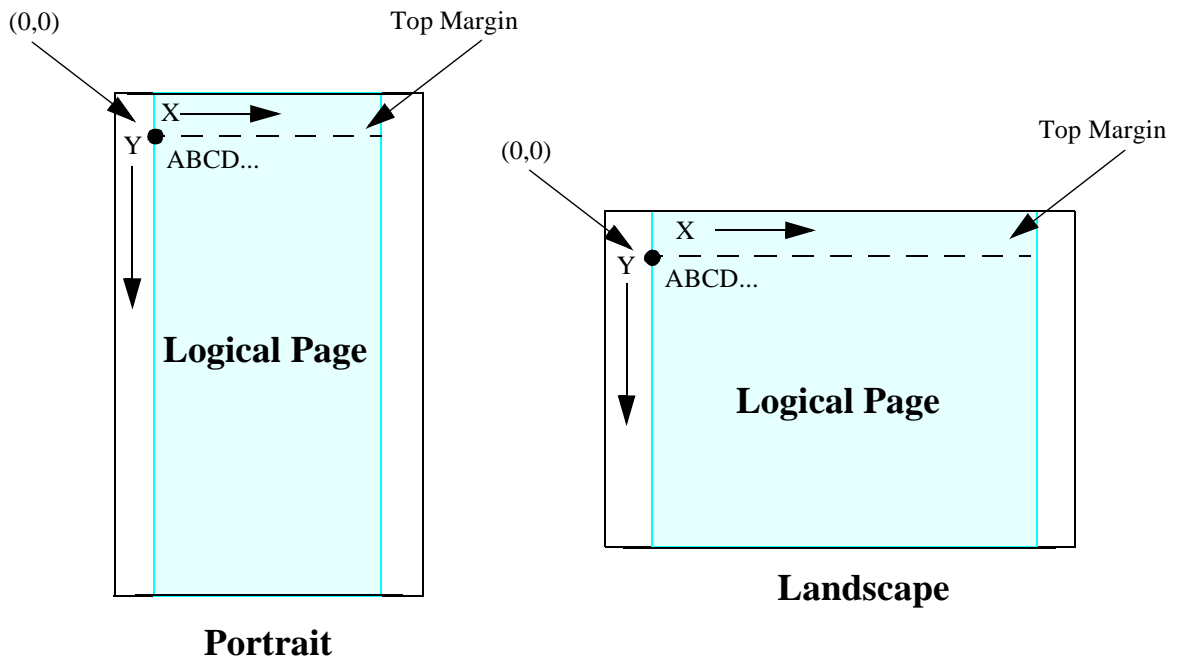 (0,0)
Top Margin
X
Y
ABCD...
Logical Page
Portrait
(0,0)
Top Margin
X
Y
ABCD...
Logical Page
Landscape